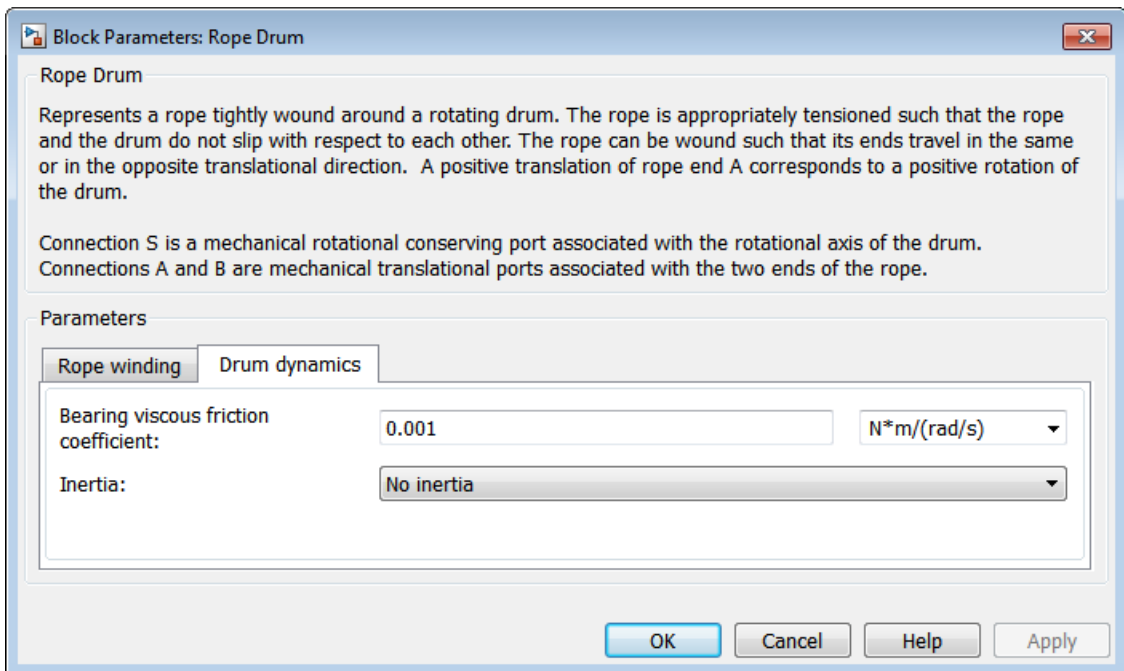 Block Parameters: Rope Drum
Rope Drum
Represents a rope tightly wound around a rotating drum. The rope is appropriately tensioned such that the rope
and the drum do not slip with respect to each other. The rope can be wound such that its ends travel in the same
or in the opposite translational direction.  A positive translation of rope end A corresponds to a positive rotation of
the drum.
Connection S is a mechanical rotational conserving port associated with the rotational axis of the drum.
Connections A and B are mechanical translational ports associated with the two ends of the rope.
Parameters
Rope winding Drum dynamics
Bearing viscous friction
coefficient: 0.001 N*m/(rad/s)
Inertia: No inertia
OK Cancel Help Apply